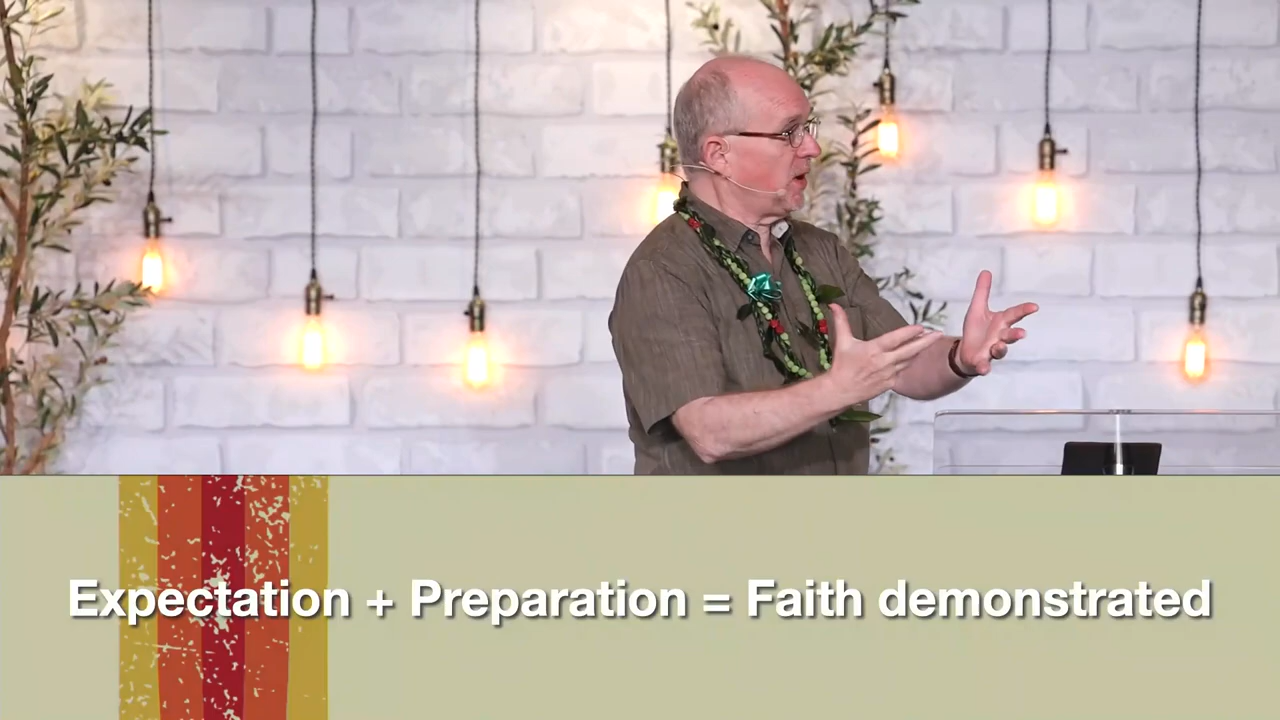 Expectation + Preparation = Faith demonstrated